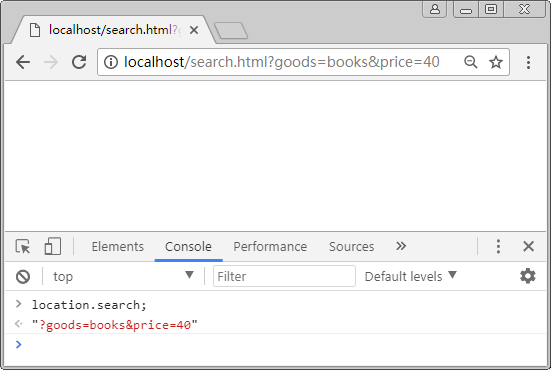 localhost/search.html?g
localhost/search.html?goods=books&price=40
Elements Console Performance Sources
top Filter Default levels
location.search;
"?goods=books&price=40"